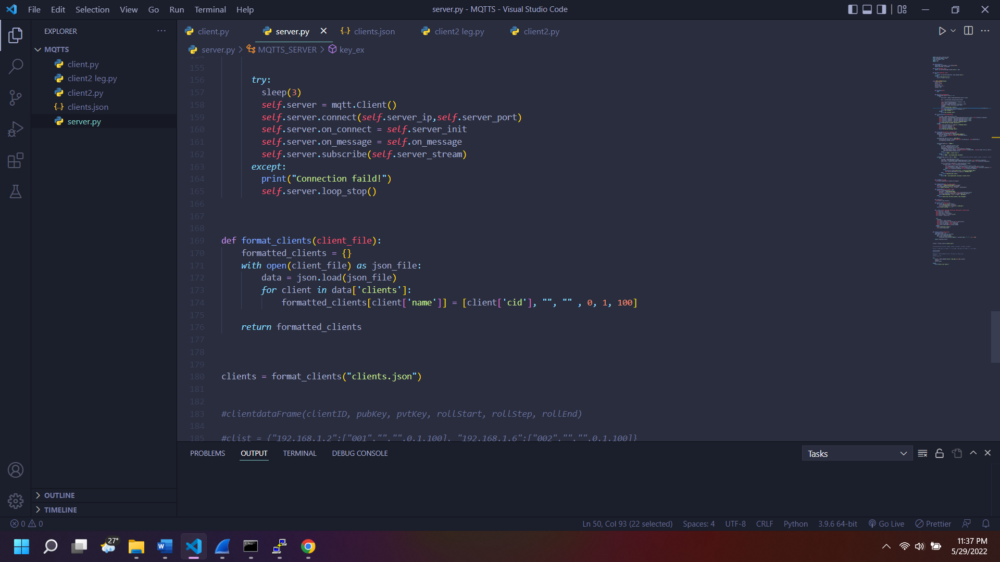 File Edit Selection View Go Run Terminal Help
server.py - MQTTS - Visual Studio Code
EXPLORER
MQTTS
client.py
client2 leg.py
client2.py
clients.json
server.py
OUTLINE
TIMELINE
client.py server.py clients.json client2 leg.py client2.py
server.py > MQTTS_SERVER > key_ex
155
156 try:
157 sleep(3)
158 self.server = mqtt.Client()
159 self.server.connect(self.server_ip,self.server_port)
160 self.server.on_connect = self.server_init
161 self.server.on_message = self.on_message
162 self.server.subscribe(self.server_stream)
163 except:
164 print("Connection faild!")
165 self.server.loop_stop()
166
167
168
169 def format_clients(client_file):
170 formatted_clients = {}
171 with open(client_file) as json_file:
172 data = json.load(json_file)
173 for client in data['clients']:
174 formatted_clients[client['name']] = [client['cid'], "", "" , 0, 1, 100]
175
176 return formatted_clients
177
178
179
180 clients = format_clients("clients.json")
181
182
183 #clientdataFrame(clientID, pubKey, pvtKey, rollStart, rollStep, rollEnd)
184
185 #clist = {"192.168.1.2":["001","","",0,1,100], "192.168.1.6":["002","","",0,1,100]}
PROBLEMS OUTPUT TERMINAL DEBUG CONSOLE
Tasks
0 0
Ln 50, Col 93 (22 selected) Spaces: 4 UTF-8 CRLF Python 3.9.6 64-bit Go Live Prettier
27°
11:37 PM
5/29/2022